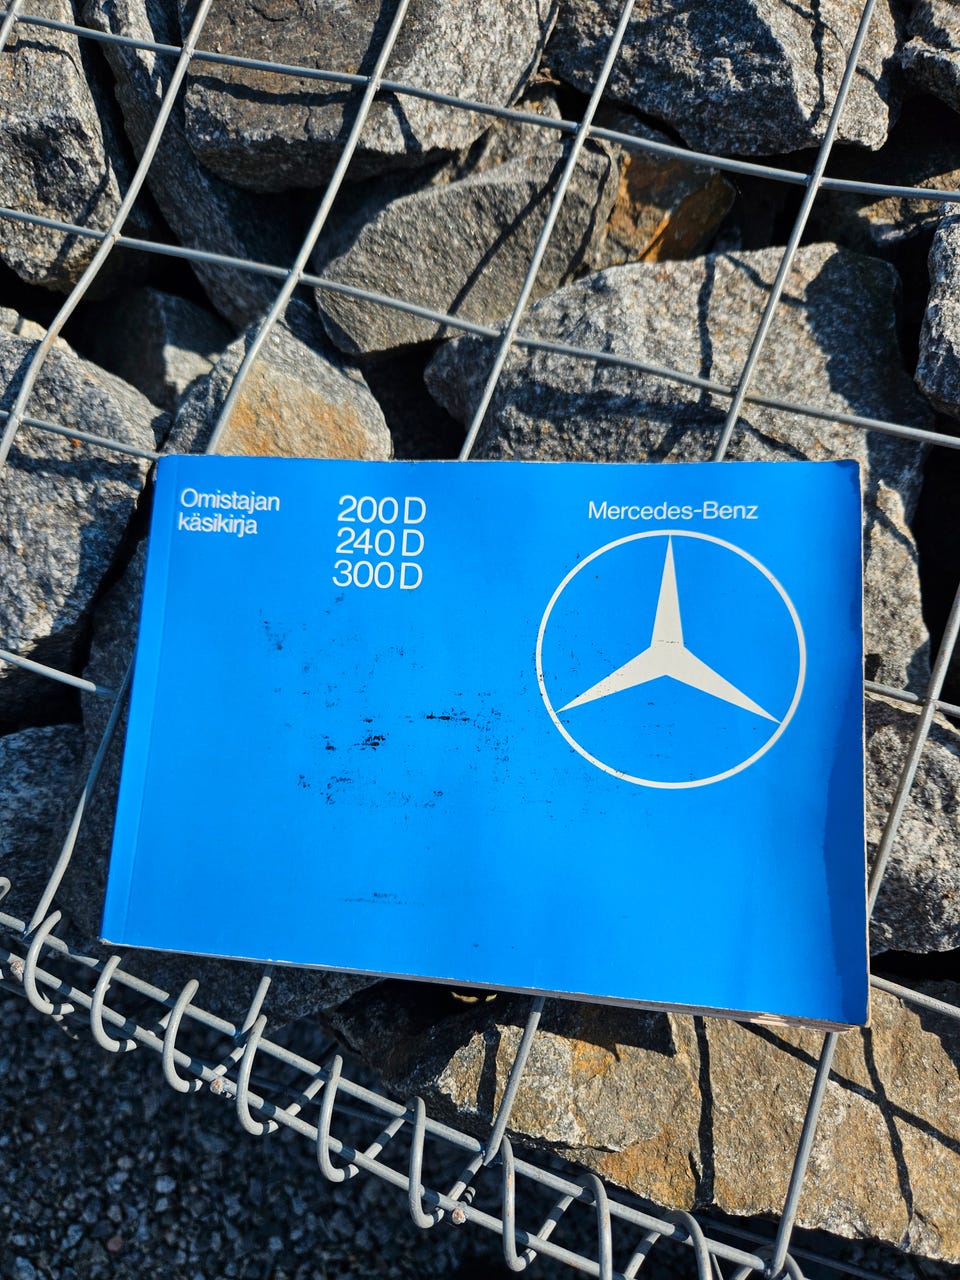 Omistajan
käsikirja
200 D
240 D
300 D
Mercedes-Benz